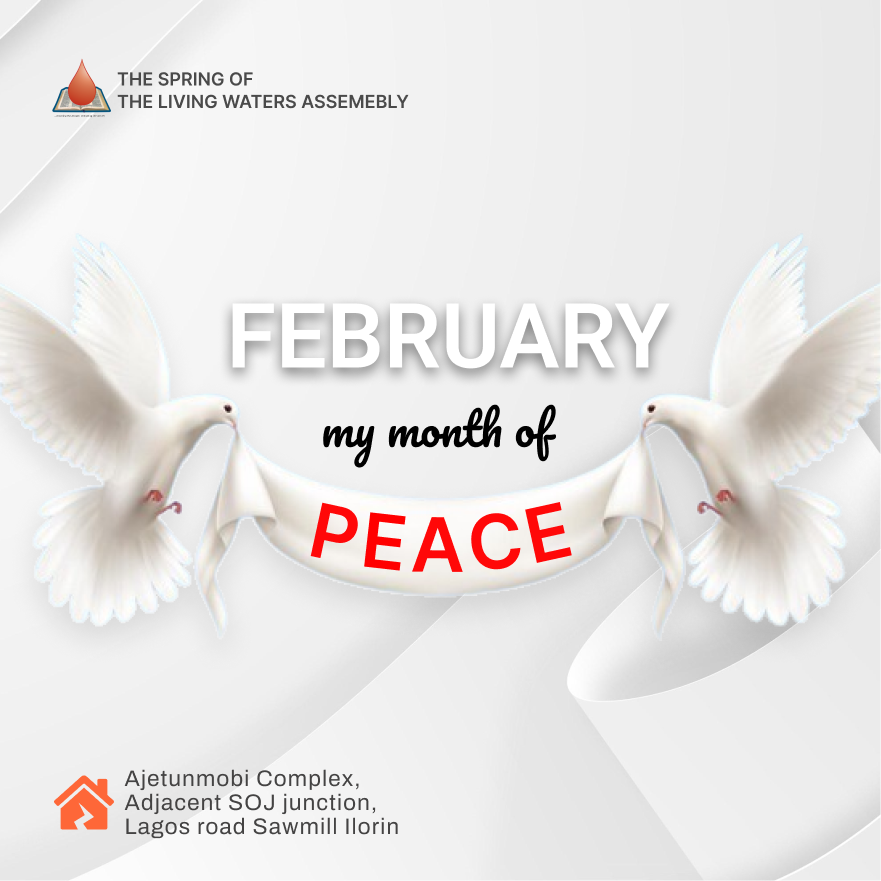 THE SPRING OF
THE LIVING WATERS ASSEMEBLY
FEBRUARY
my month of
PEACE
Ajetunmobi Complex,
Adjacent SOJ junction,
Lagos road Sawmill Ilorin